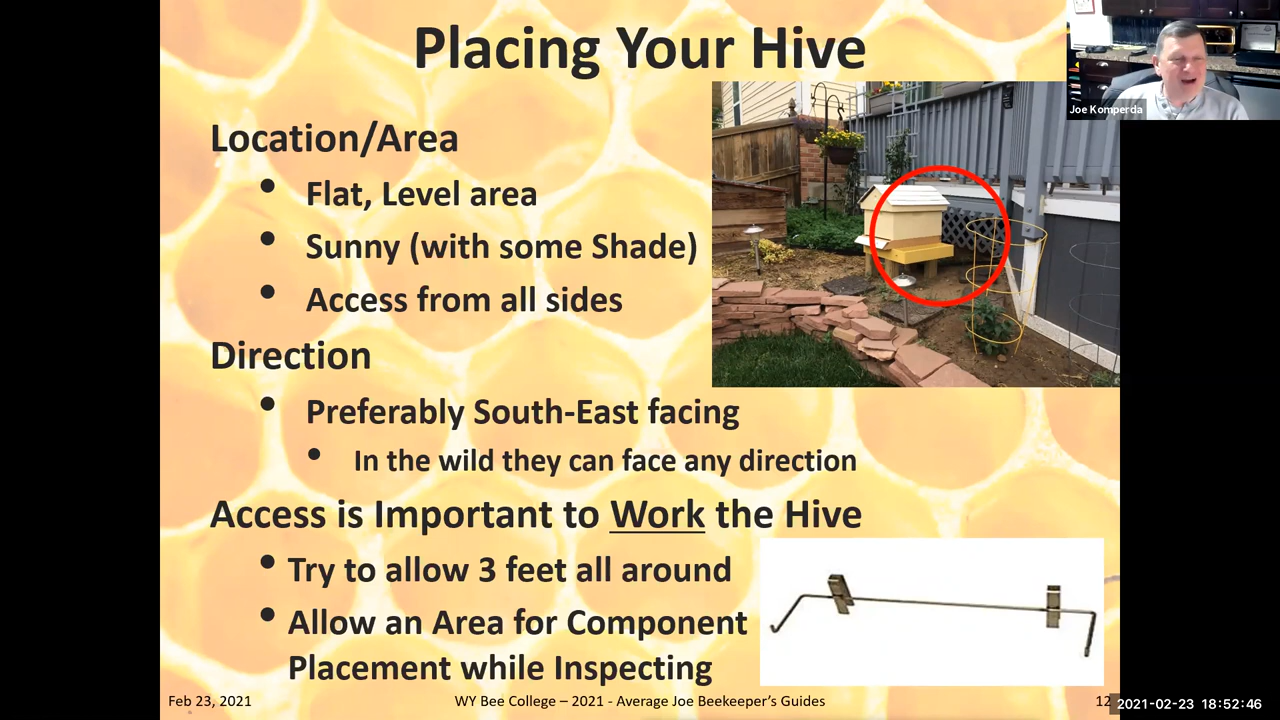 Placing Your Hive
Joe Komperda
Location/Area
• Flat, Level area
• Sunny (with some Shade)
• Access from all sides
Direction
• Preferably South-East facing
• In the wild they can face any direction
Access is Important to Work the Hive
• Try to allow 3 feet all around
• Allow an Area for Component
Placement while Inspecting
Feb 23, 2021
WY Bee College – 2021 - Average Joe Beekeeper's Guides
12
2021-02-23 18:52:46